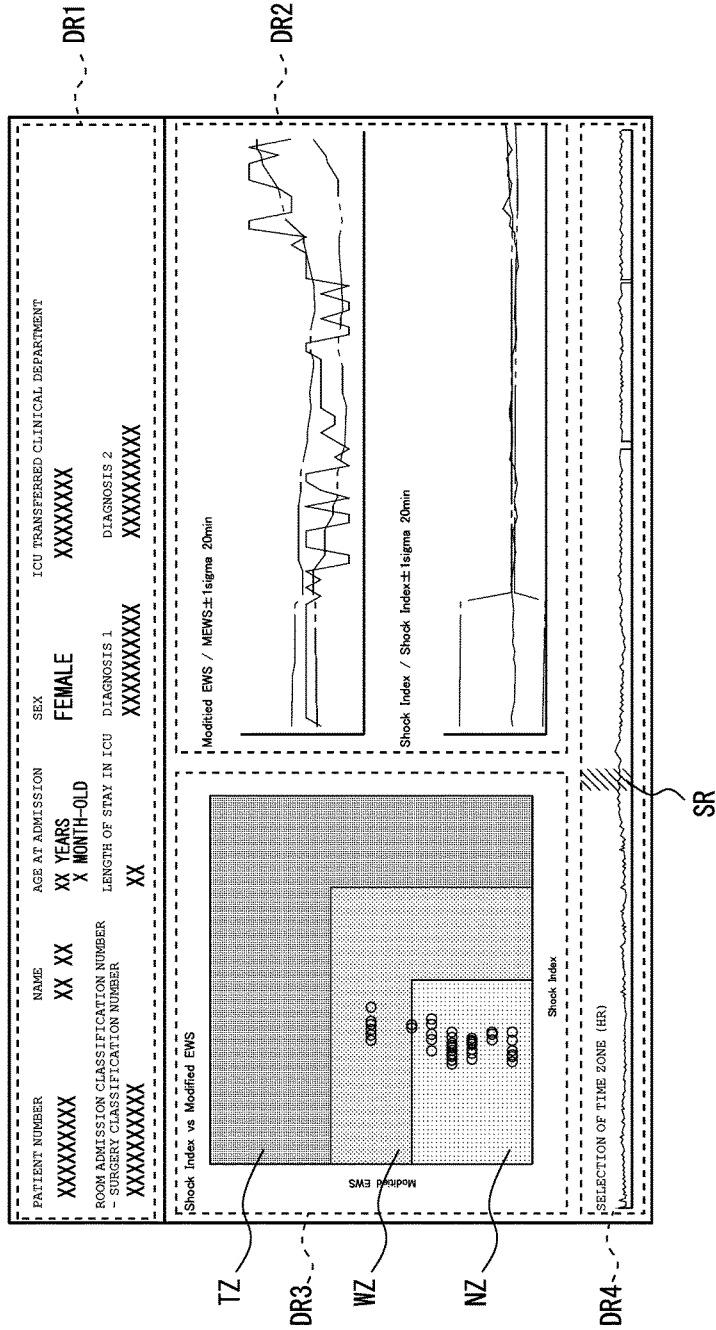 DR1
DR2
PATIENT NUMBER
XXXXXXXXX
NAME
XX XX
AGE AT ADMISSION
XX YEARS
X MONTH-OLD
SEX
FEMALE
ICU TRANSFERRED CLINICAL DEPARTMENT
XXXXXXXX
ROOM ADMISSION CLASSIFICATION NUMBER
- SURGERY CLASSIFICATION NUMBER
XXXXXXXXXX
LENGTH OF STAY IN ICU
XX
DIAGNOSIS 1
XXXXXXXXX
DIAGNOSIS 2
XXXXXXXXXX
Shock Index vs Modified EWS
Moditied EWS
Shock Index
Moditied EWS / MEWS±1sigma 20min
Shock Index / Shock Index±1sigma 20min
SELECTION OF TIME ZONE (HR)
TZ
DR3
WZ
NZ
DR4
SR